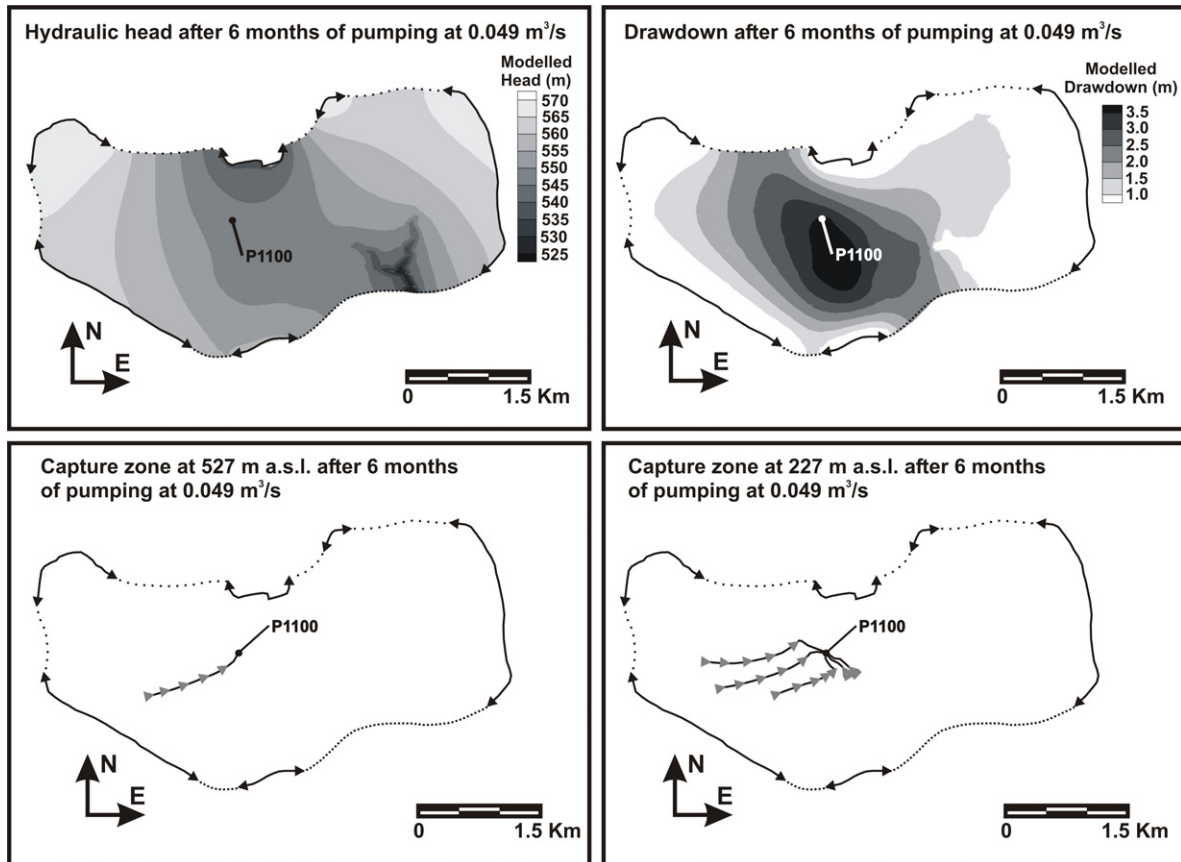 Hydraulic head after 6 months of pumping at 0.049 m³/s
Modelled
Head (m)
570
565
560
555
550
545
540
535
530
525
P1100
N
E
0 1.5 Km
Drawdown after 6 months of pumping at 0.049 m³/s
Modelled
Drawdown (m)
3.5
3.0
2.5
2.0
1.5
1.0
P1100
N
E
0 1.5 Km
Capture zone at 527 m a.s.l. after 6 months
of pumping at 0.049 m³/s
P1100
N
E
0 1.5 Km
Capture zone at 227 m a.s.l. after 6 months
of pumping at 0.049 m³/s
P1100
N
E
0 1.5 Km